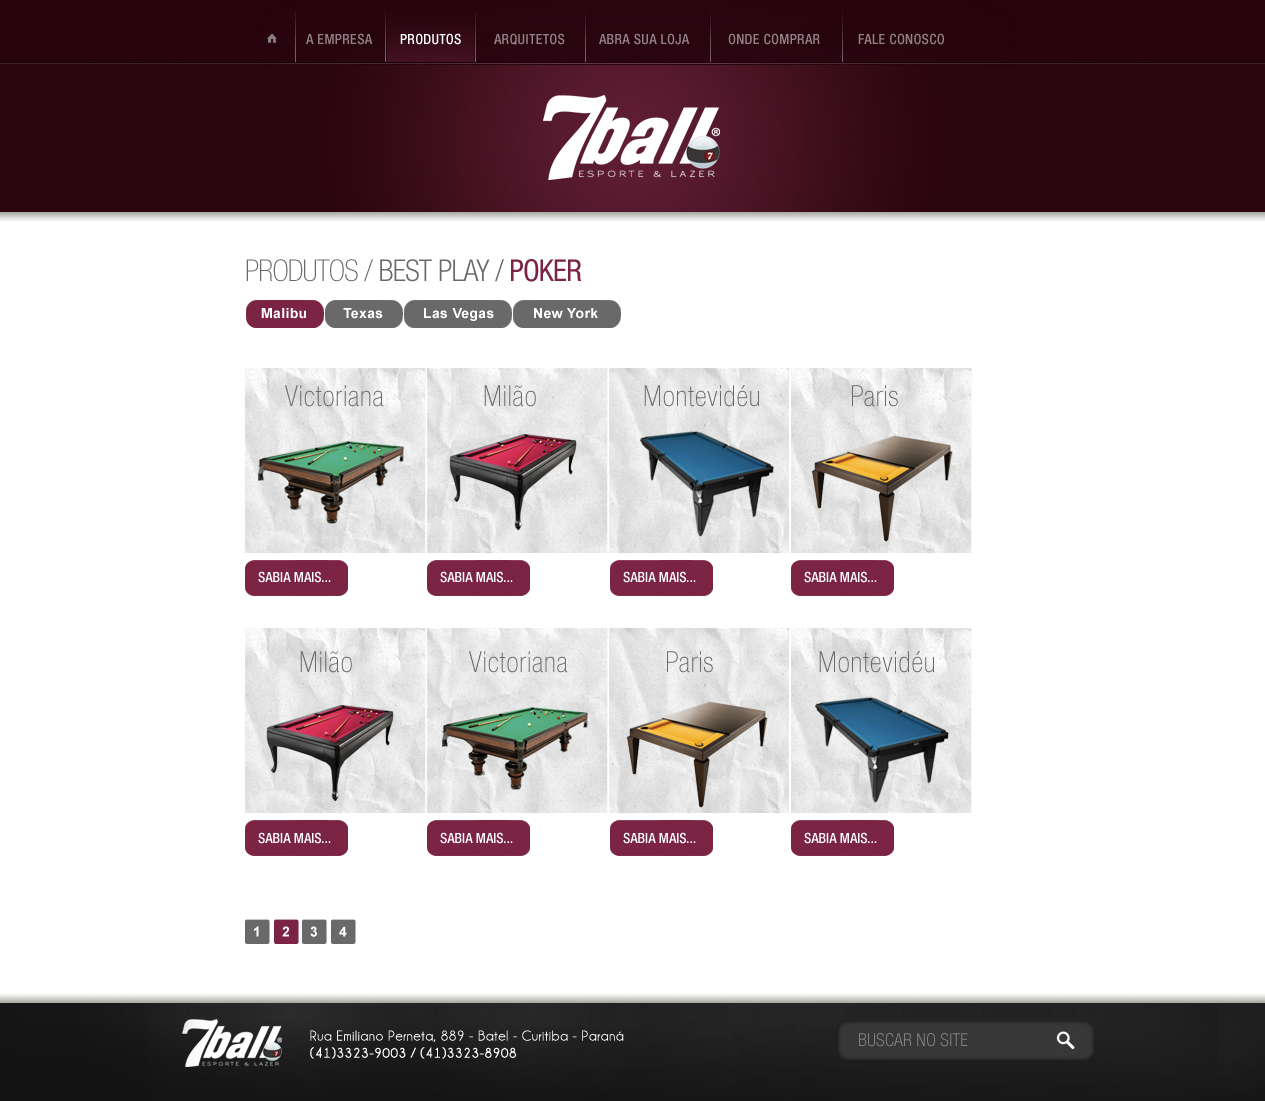 A EMPRESA PRODUTOS ARQUITETOS ABRA SUA LOJA ONDE COMPRAR FALE CONOSCO
7ball®
7
ESPORTE & LAZER
PRODUTOS / BEST PLAY / POKER
Malibu Texas Las Vegas New York
Victoriana Milão Montevidéu Paris
SABIA MAIS... SABIA MAIS... SABIA MAIS... SABIA MAIS...
Milão Victoriana Paris Montevidéu
SABIA MAIS... SABIA MAIS... SABIA MAIS... SABIA MAIS...
1 2 3 4
7ball
7
ESPORTE & LAZER
Rua Emiliano Perneta, 889 - Batel - Curitiba - Paraná
(41)3323-9003 / (41)3323-8908
BUSCAR NO SITE